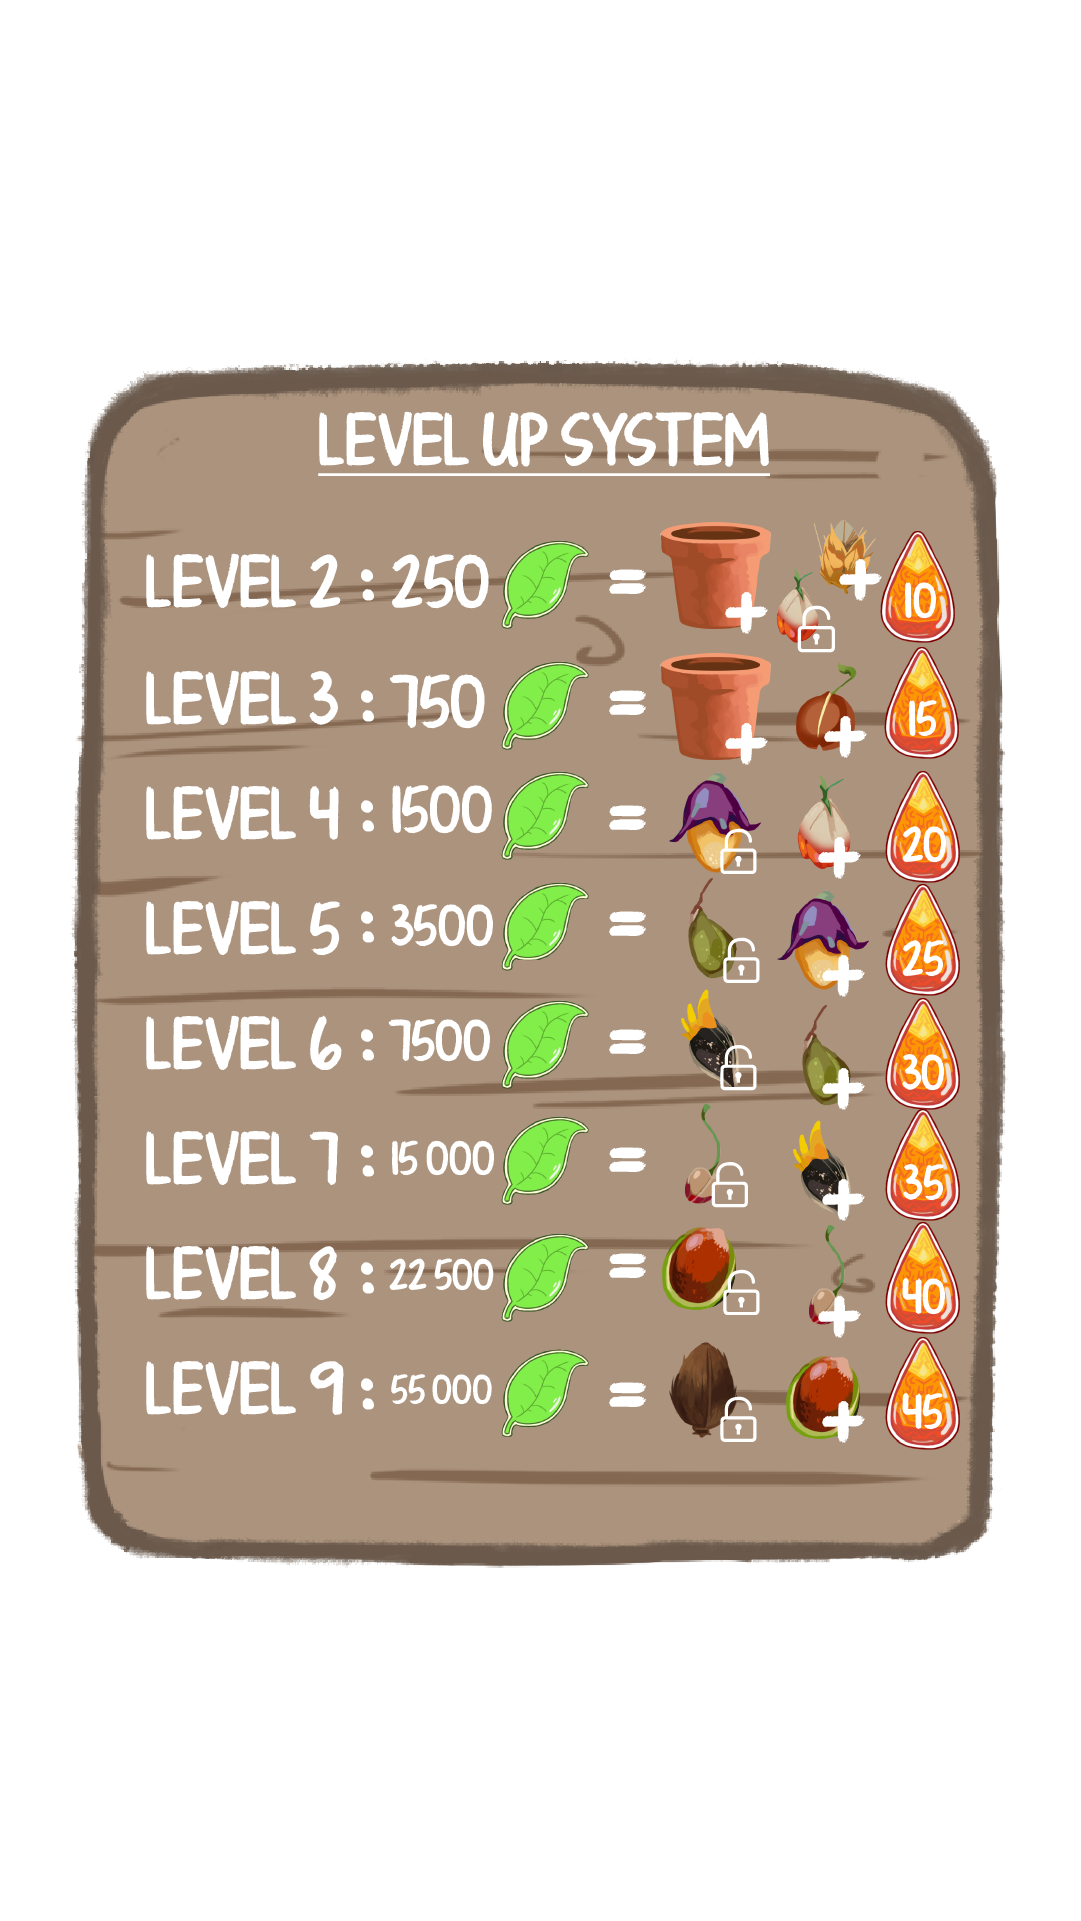 LEVEL UP SYSTEM
LEVEL 2 : 250 = + + 10
LEVEL 3 : 750 = + + 15
LEVEL 4 : 1500 = + 20
LEVEL 5 : 3500 = + 25
LEVEL 6 : 7500 = + 30
LEVEL 7 : 15 000 = + 35
LEVEL 8 : 22 500 = + 40
LEVEL 9 : 55 000 = + 45